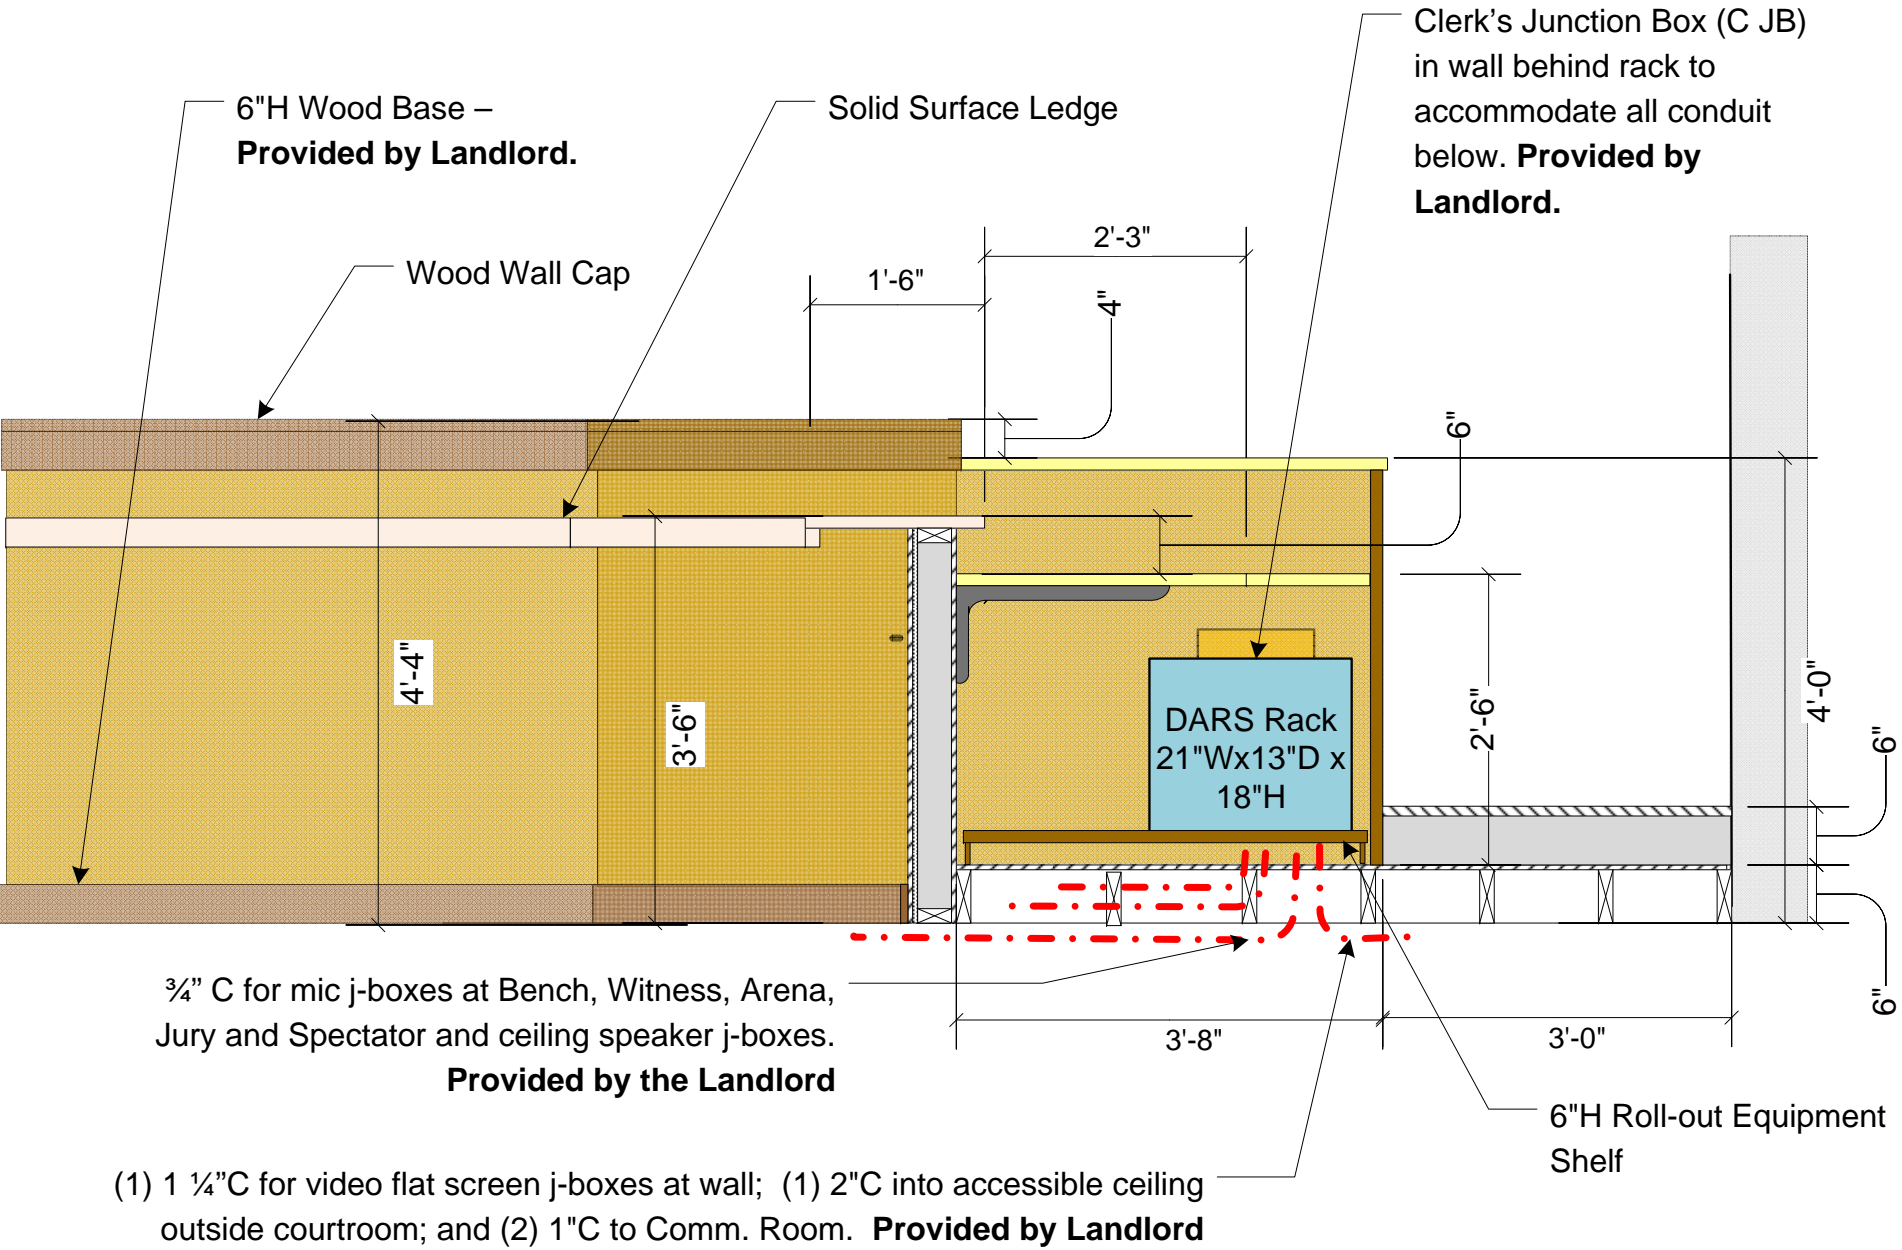 Clerk’s Junction Box (C JB)
in wall behind rack to
accommodate all conduit
below. Provided by
Landlord.
6"H Wood Base –
Provided by Landlord.
Solid Surface Ledge
Wood Wall Cap
2'-3"
1'-6"
4"
6"
4'-4"
3'-6"
DARS Rack
21"Wx13"D x
18"H
2'-6"
4'-0"
6"
6"
¾” C for mic j-boxes at Bench, Witness, Arena,
Jury and Spectator and ceiling speaker j-boxes.
Provided by the Landlord
3'-8"
3'-0"
6"H Roll-out Equipment
Shelf
(1) 1 ¼”C for video flat screen j-boxes at wall; (1) 2"C into accessible ceiling
outside courtroom; and (2) 1"C to Comm. Room. Provided by Landlord